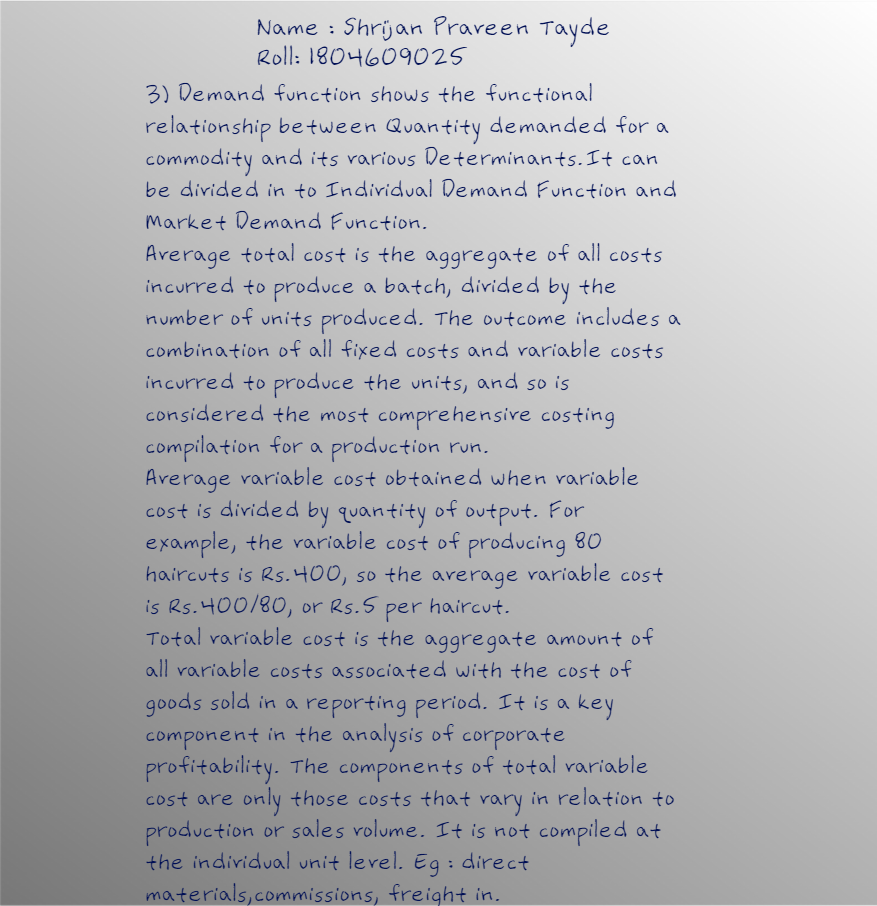 Name : Shrijan Praveen Tayde
Roll: 1804609025
3) Demand function shows the functional
relationship between Quantity demanded for a
commodity and its various Determinants.It can
be divided in to Individual Demand Function and
Market Demand Function.
Average total cost is the aggregate of all costs
incurred to produce a batch, divided by the
number of units produced. The outcome includes a
combination of all fixed costs and variable costs
incurred to produce the units, and so is
considered the most comprehensive costing
compilation for a production run.
Average variable cost obtained when variable
cost is divided by quantity of output. For
example, the variable cost of producing 80
haircuts is Rs.400, so the average variable cost
is Rs.400/80, or Rs.5 per haircut.
Total variable cost is the aggregate amount of
all variable costs associated with the cost of
goods sold in a reporting period. It is a key
component in the analysis of corporate
profitability. The components of total variable
cost are only those costs that vary in relation to
production or sales volume. It is not compiled at
the individual unit level. Eg : direct
materials,commissions, freight in.